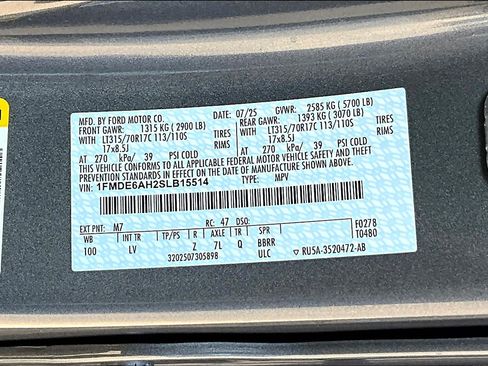 MFD. BY FORD MOTOR CO.
07/25 GVWR: 2585 KG (5700 LB)
FRONT GAWR: 1315 KG (2900 LB) REAR GAWR: 1393 KG (3070 LB)
WITH LT315/70R17C 113/110S TIRES WITH LT315/70R17C 113/110S TIRES
17x8.5J RIMS 17x8.5J RIMS
AT 270 kPa/ 39 PSI COLD AT 270 kPa/ 39 PSI COLD
THIS VEHICLE CONFORMS TO ALL APPLICABLE FEDERAL MOTOR VEHICLE SAFETY, BUMPER, AND THEFT
PREVENTION STANDARDS IN EFFECT ON THE DATE OF MANUFACTURE SHOWN ABOVE.
VIN: 1FMDE6AH2SLB15514 TYPE: MPV
EXT PNT: M7 RC: 47 DSO: F0278
WB INT TR TP/PS R AXLE TR SPR T0480
100 LV Z 7L Q BBRR
3202507305898 ULC RU5A-3520472-AB